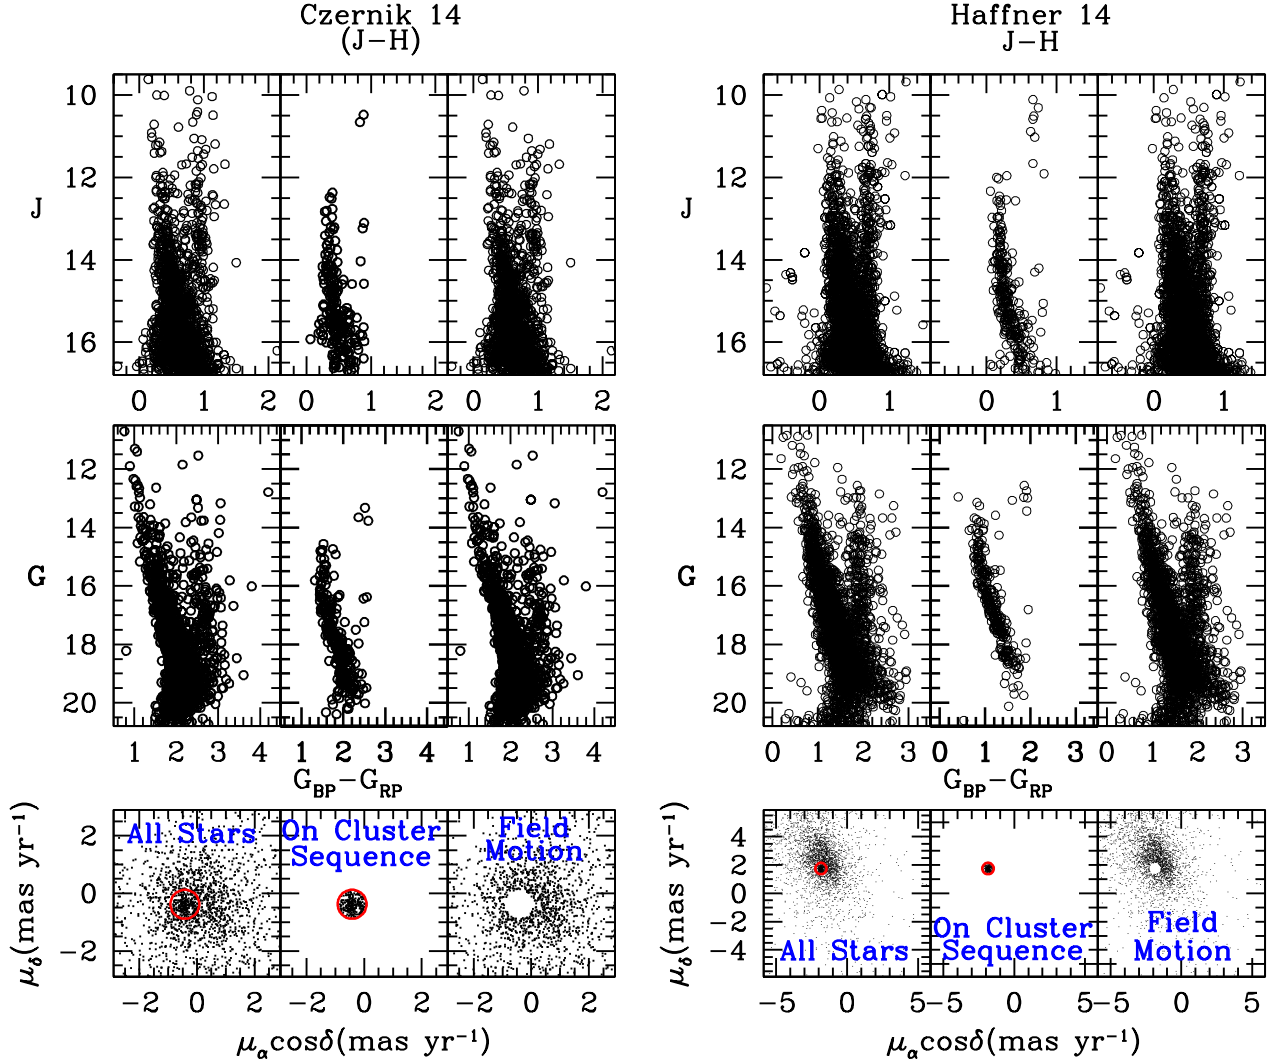 Czernik 14
(J−H)
Haffner 14
J−H
10
12
14
16
J
0 1 2 0 1 2 0 1 2
10
12
14
16
J
0 1 0 1 0 1
12
14
16
18
20
G
1 2 3 4 1 2 3 4 1 2 3 4
G_BP−G_RP
12
14
16
18
20
G
0 1 2 3 0 1 2 3 0 1 2 3
G_BP−G_RP
2
0
−2
μ_δ(mas yr⁻¹)
All Stars
On Cluster
Sequence
Field
Motion
−2 0 2 −2 0 2 −2 0 2
μ_αcosδ(mas yr⁻¹)
4
2
0
−2
−4
μ_δ(mas yr⁻¹)
All Stars
On Cluster
Sequence
Field
Motion
−5 0 5 −5 0 5 −5 0 5
μ_αcosδ(mas yr⁻¹)